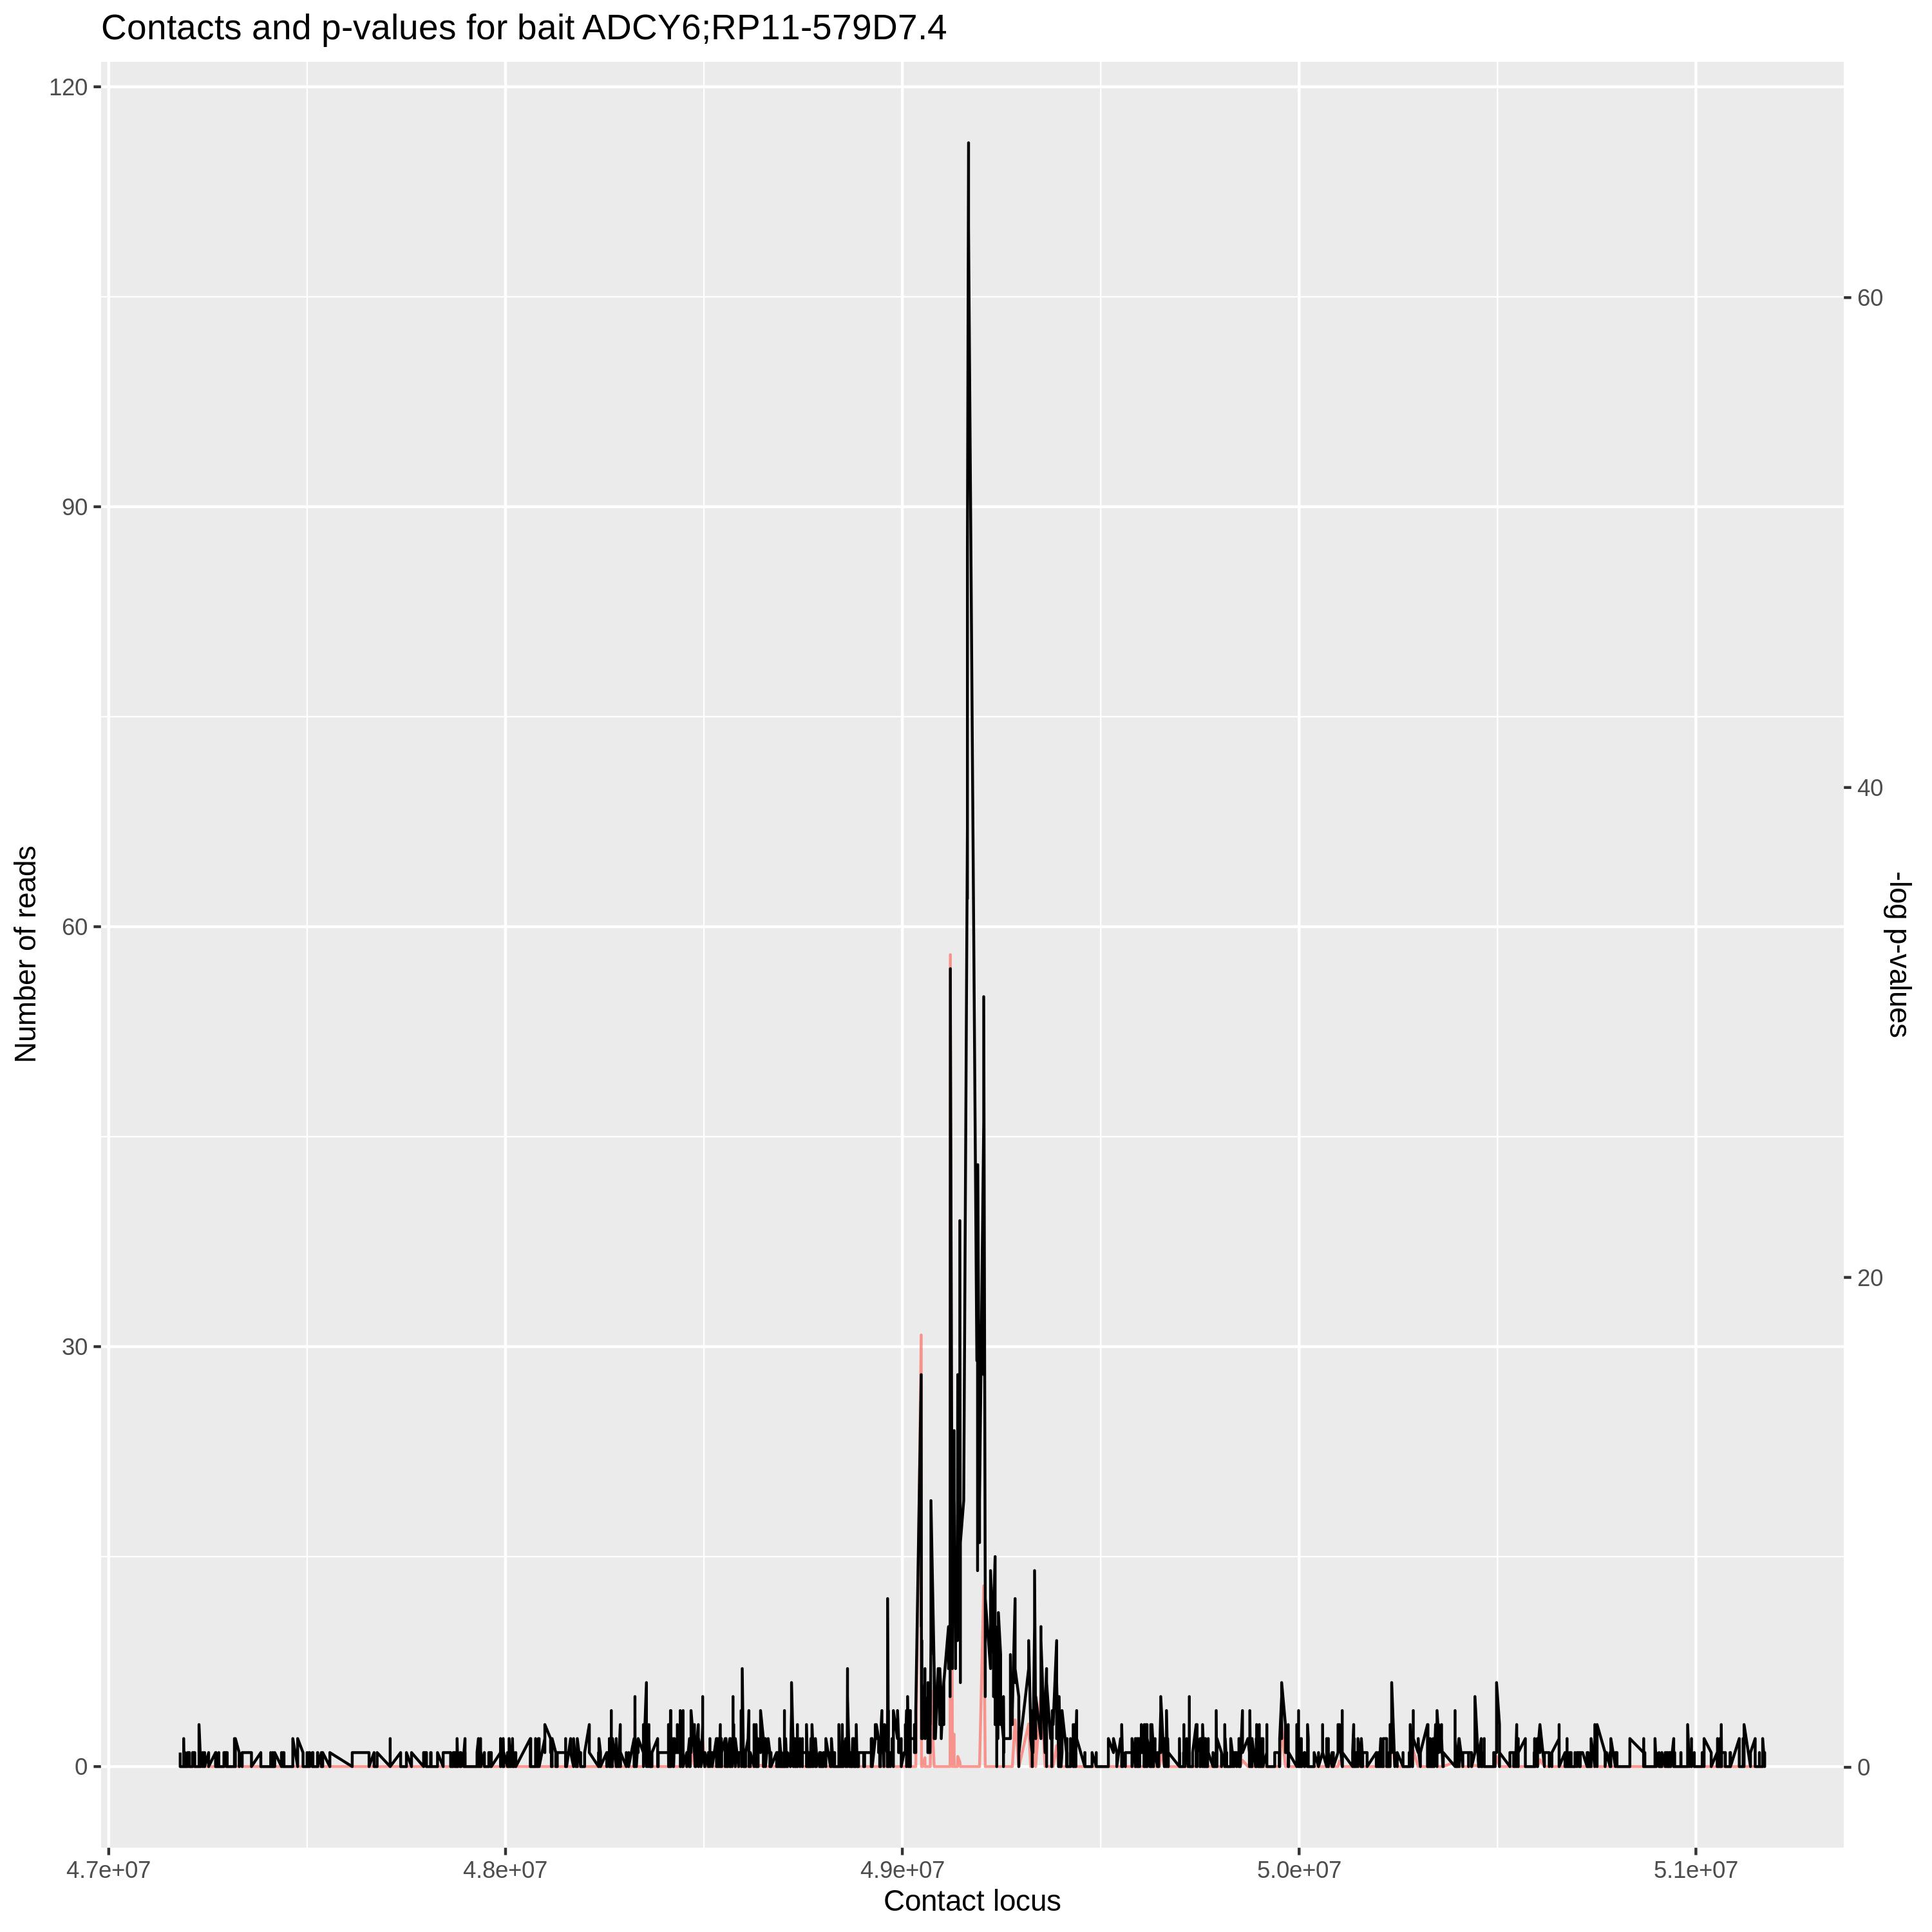 Contacts and p-values for bait ADCY6;RP11-579D7.4
120
90
60
30
0
Number of reads
60
40
20
0
-log p-values
4.7e+07
4.8e+07
4.9e+07
5.0e+07
5.1e+07
Contact locus